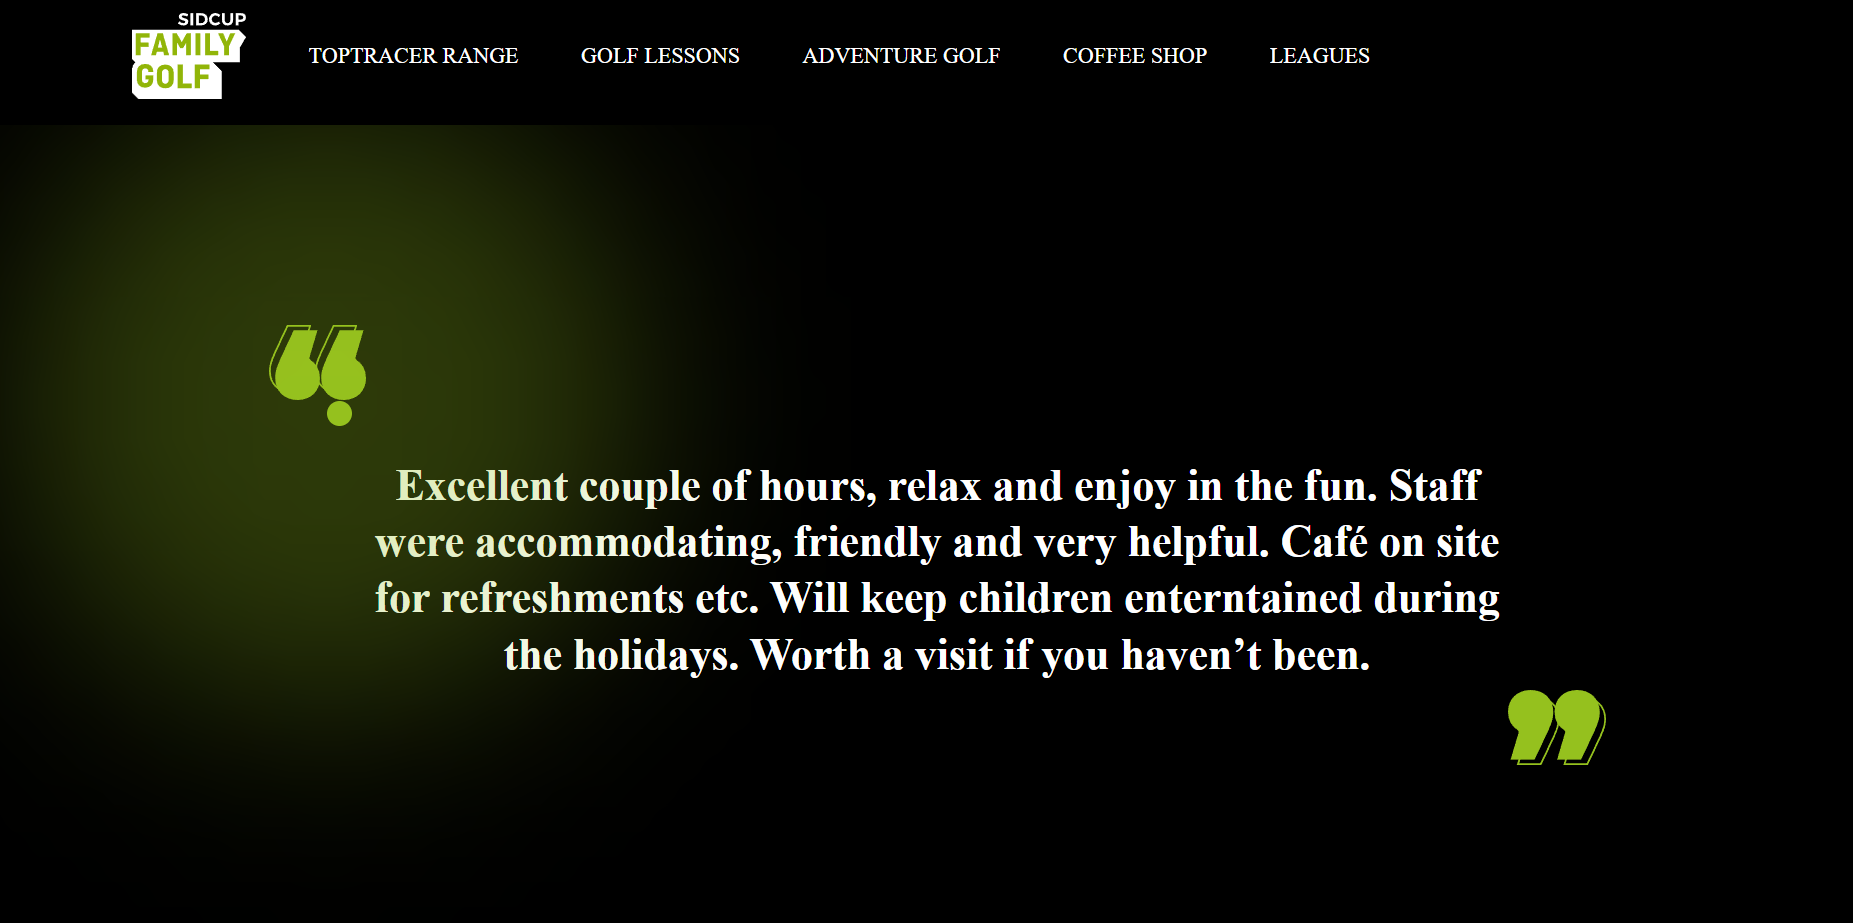 SIDCUP
FAMILY
GOLF
TOPTRACER RANGE GOLF LESSONS ADVENTURE GOLF COFFEE SHOP LEAGUES
Excellent couple of hours, relax and enjoy in the fun. Staff
were accommodating, friendly and very helpful. Café on site
for refreshments etc. Will keep children enterntained during
the holidays. Worth a visit if you haven’t been.